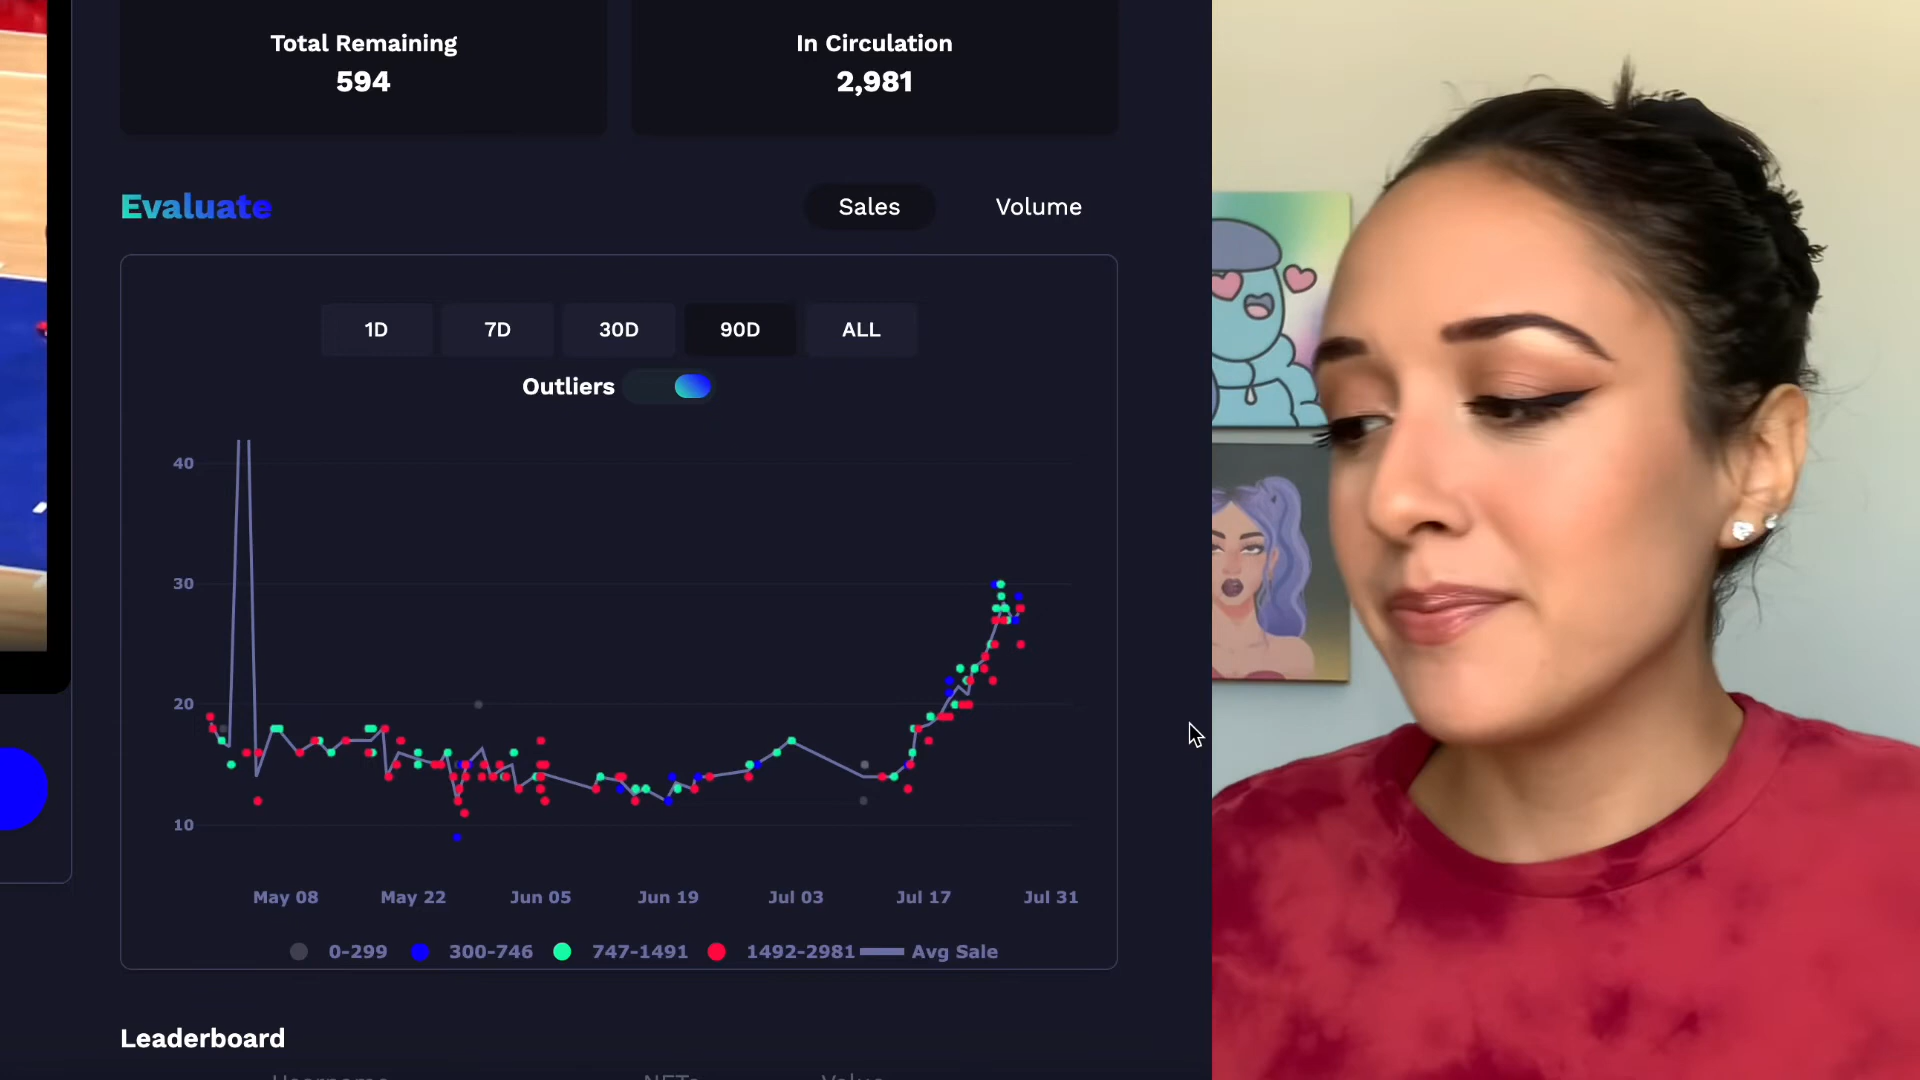 Total Remaining
594
In Circulation
2,981
Evaluate
Sales
Volume
1D
7D
30D
90D
ALL
Outliers
40
30
20
10
May 08
May 22
Jun 05
Jun 19
Jul 03
Jul 17
Jul 31
0-299
300-746
747-1491
1492-2981
Avg Sale
Leaderboard